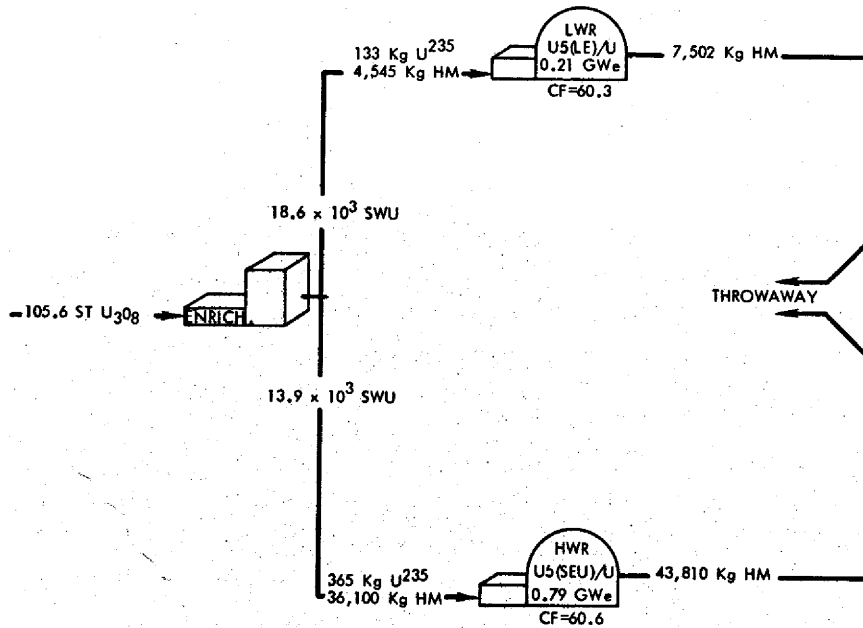 LWR
U5(LE)/U
0.21 GWe
CF=60.3
133 Kg U235
4,545 Kg HM
7,502 Kg HM
18.6 x 103 SWU
105.6 ST U3O8
ENRICH.
THROWAWAY
13.9 x 103 SWU
HWR
U5(SEU)/U
0.79 GWe
CF=60.6
365 Kg U235
36,100 Kg HM
43,810 Kg HM